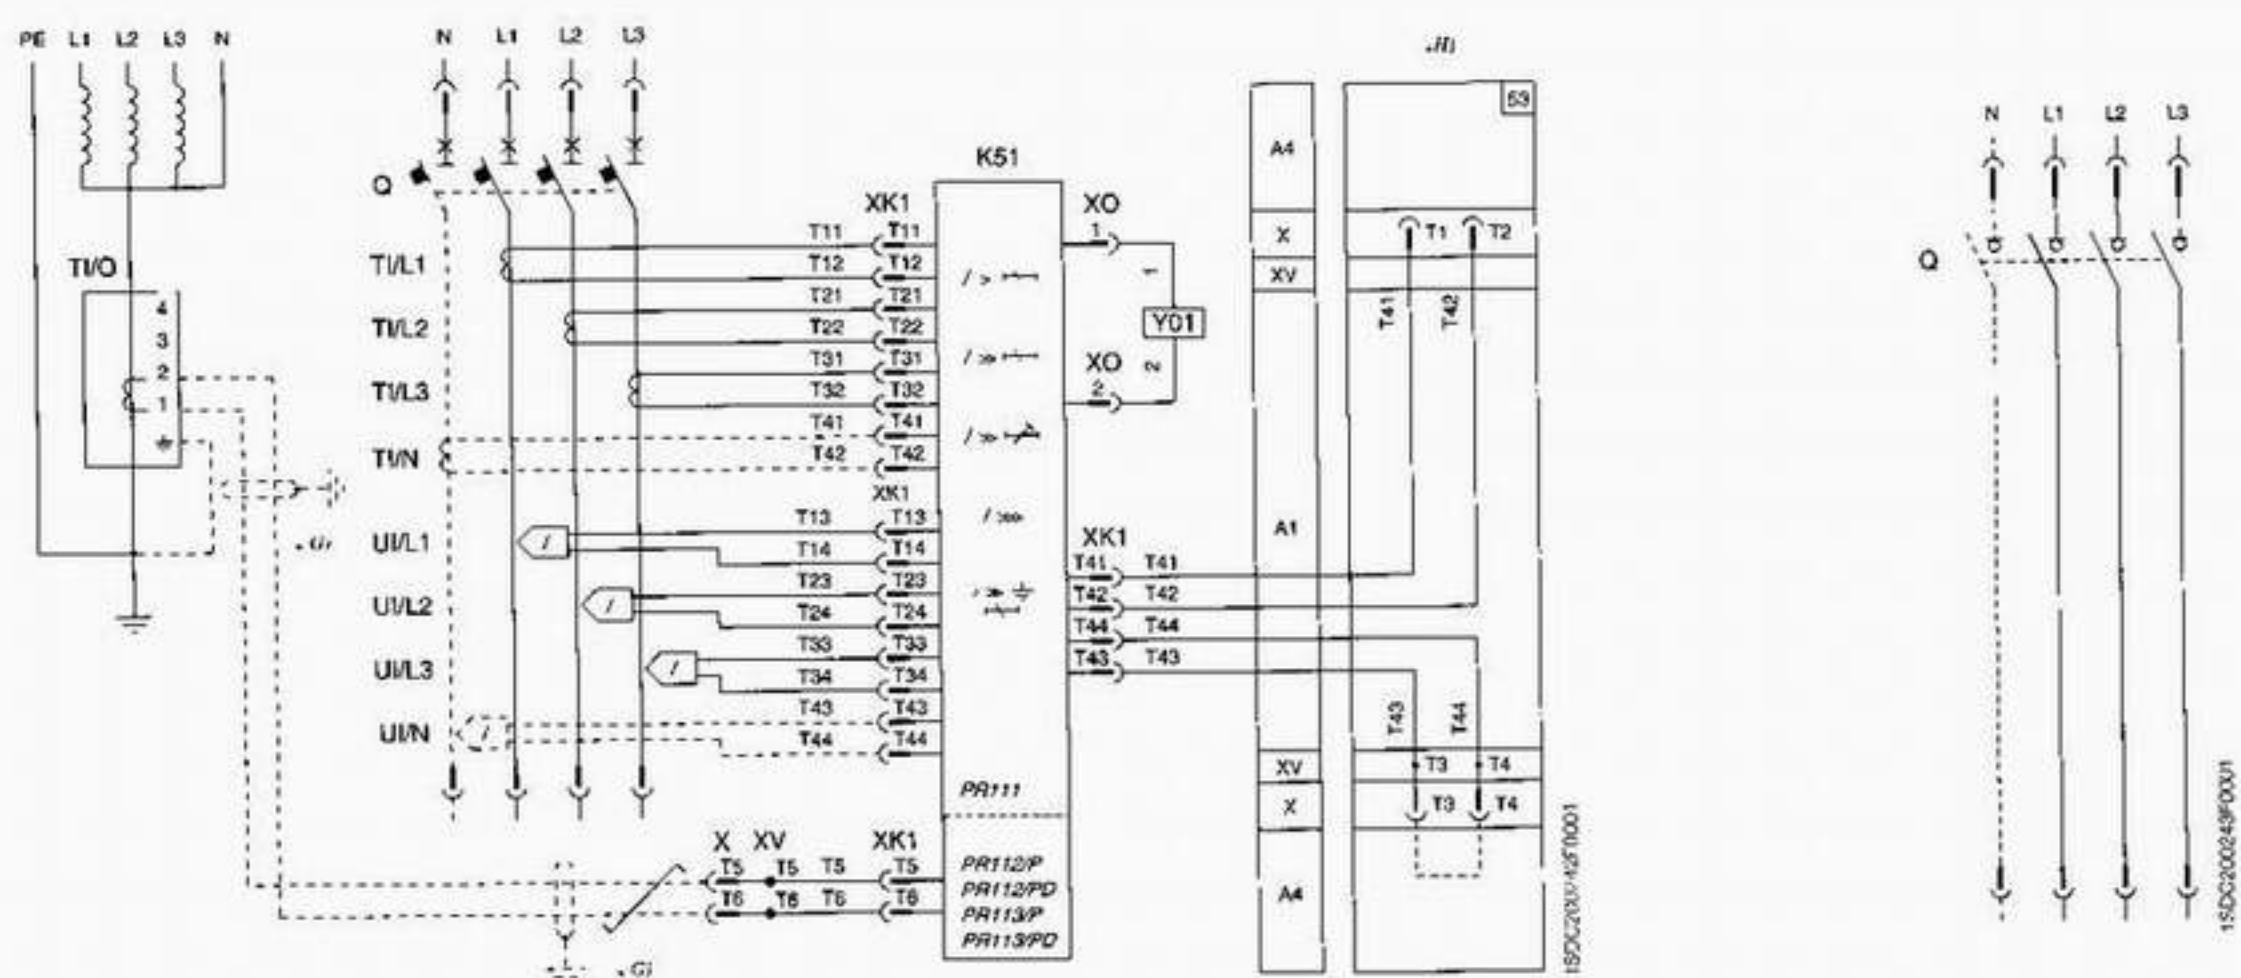 PE L1 L2 L3 N
N L1 L2 L3
Q
TI/O
4
3
2
1
TI/L1
TI/L2
TI/L3
TI/N
UI/L1
UI/L2
UI/L3
UI/N
XK1
T11 T11
T12 T12
T21 T21
T22 T22
T31 T31
T32 T32
T41 T41
T42 T42
XK1
T13 T13
T14 T14
T23 T23
T24 T24
T33 T33
T34 T34
T43 T43
T44 T44
X XV XK1
T5 T5 T5 T5
T6 T6 T6 T6
K51
I >
I >>
I >>
I >>>
PR111
PR112/P
PR112/PD
PR113/P
PR113/PD
XO
1
1
Y01
XO
2
2
XK1
T41 T41
T42 T42
T44 T44
T43 T43
A4
X
XV
A1
XV
X
A4
53
T1 T2
T41 T42
T43 T44
T3 T4
T3 T4
N L1 L2 L3
Q
1SDC200243F0001